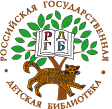 РОССИЙСКАЯ ГОСУДАРСТВЕННАЯ
РГДБ
ДЕТСКАЯ БИБЛИОТЕКА